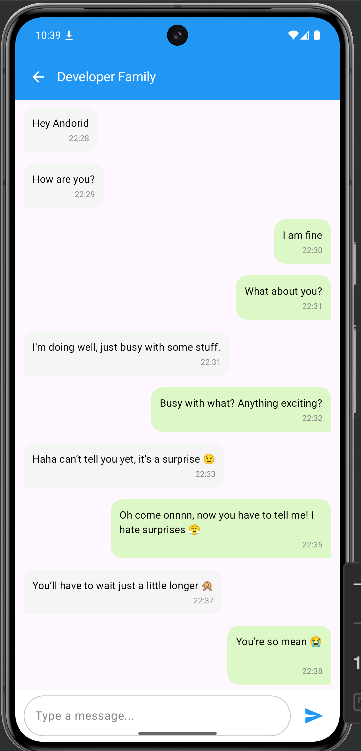 10:39
Developer Family
Hey Andorid
22:28
How are you?
22:29
I am fine
22:30
What about you?
22:31
I'm doing well, just busy with some stuff.
22:31
Busy with what? Anything exciting?
22:32
Haha can't tell you yet, it's a surprise 😉
22:33
Oh come onnnn, now you have to tell me! I
hate surprises 😤
22:35
You'll have to wait just a little longer 🙊
22:37
You're so mean 😭
22:38
Type a message...